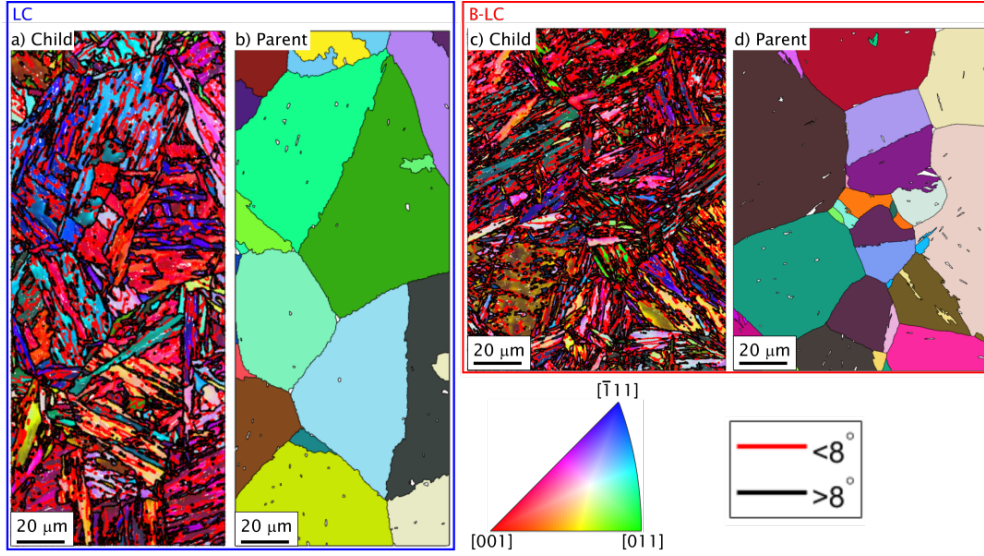 LC
a) Child
b) Parent
20 μm
20 μm
B-LC
c) Child
d) Parent
20 μm
20 μm
[1̅11]
[001]
[011]
<8°
>8°